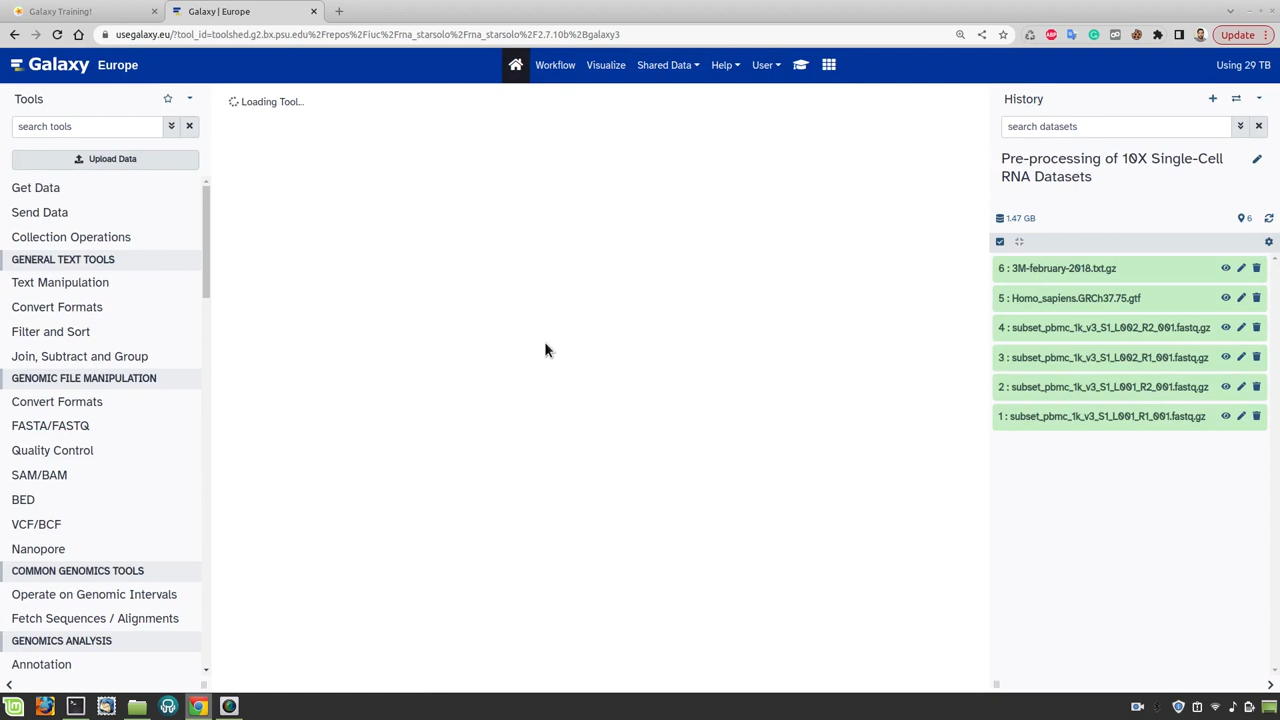 Galaxy Training!
Galaxy | Europe
usegalaxy.eu/?tool_id=toolshed.g2.bx.psu.edu%2Frepos%2Fiuc%2Frna_starsolo%2Frna_starsolo%2F2.7.10b%2Bgalaxy3
Update
Galaxy Europe
Workflow
Visualize
Shared Data
Help
User
Using 29 TB
Tools
search tools
Upload Data
Get Data
Send Data
Collection Operations
GENERAL TEXT TOOLS
Text Manipulation
Convert Formats
Filter and Sort
Join, Subtract and Group
GENOMIC FILE MANIPULATION
Convert Formats
FASTA/FASTQ
Quality Control
SAM/BAM
BED
VCF/BCF
Nanopore
COMMON GENOMICS TOOLS
Operate on Genomic Intervals
Fetch Sequences / Alignments
GENOMICS ANALYSIS
Annotation
Loading Tool...
History
search datasets
Pre-processing of 10X Single-Cell
RNA Datasets
1.47 GB
6
6 : 3M-february-2018.txt.gz
5 : Homo_sapiens.GRCh37.75.gtf
4 : subset_pbmc_1k_v3_S1_L002_R2_001.fastq.gz
3 : subset_pbmc_1k_v3_S1_L002_R1_001.fastq.gz
2 : subset_pbmc_1k_v3_S1_L001_R2_001.fastq.gz
1 : subset_pbmc_1k_v3_S1_L001_R1_001.fastq.gz